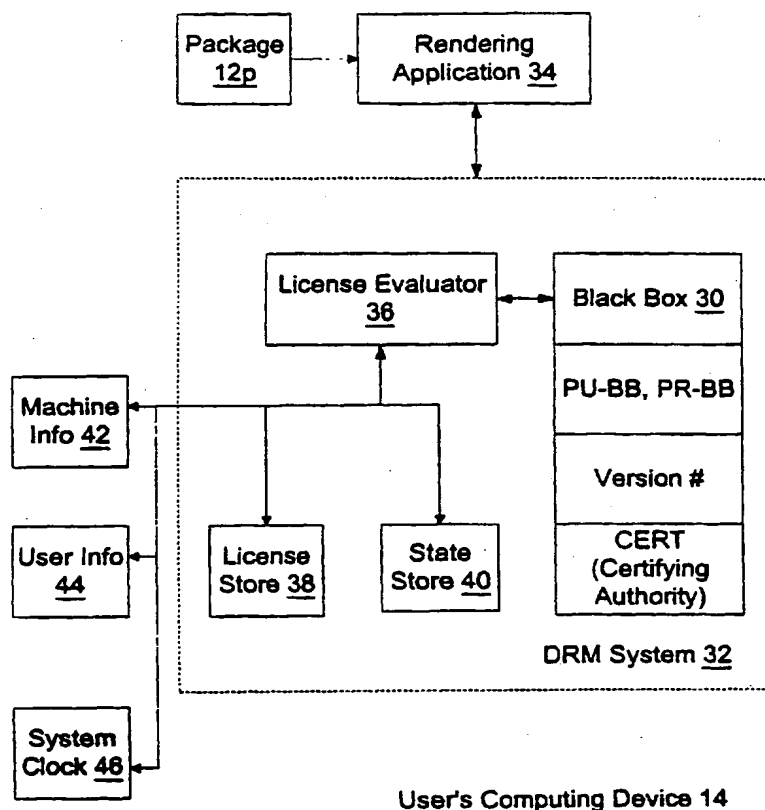 Package
12p
Rendering
Application 34
License Evaluator
36
Black Box 30
PU-BB, PR-BB
Version #
CERT
(Certifying
Authority)
Machine
Info 42
User Info
44
License
Store 38
State
Store 40
DRM System 32
System
Clock 46
User's Computing Device 14